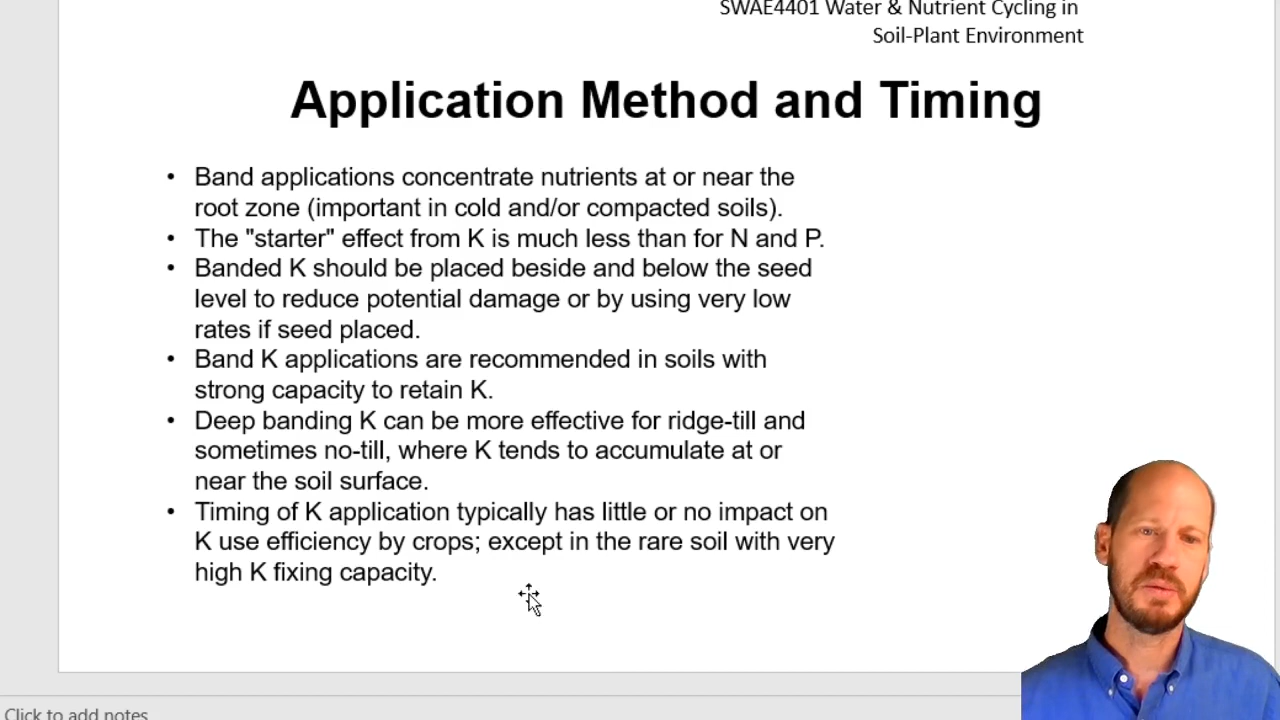 SWAE4401 Water & Nutrient Cycling in
Soil-Plant Environment
Application Method and Timing
• Band applications concentrate nutrients at or near the
root zone (important in cold and/or compacted soils).
• The "starter" effect from K is much less than for N and P.
• Banded K should be placed beside and below the seed
level to reduce potential damage or by using very low
rates if seed placed.
• Band K applications are recommended in soils with
strong capacity to retain K.
• Deep banding K can be more effective for ridge-till and
sometimes no-till, where K tends to accumulate at or
near the soil surface.
• Timing of K application typically has little or no impact on
K use efficiency by crops; except in the rare soil with very
high K fixing capacity.
Click to add notes